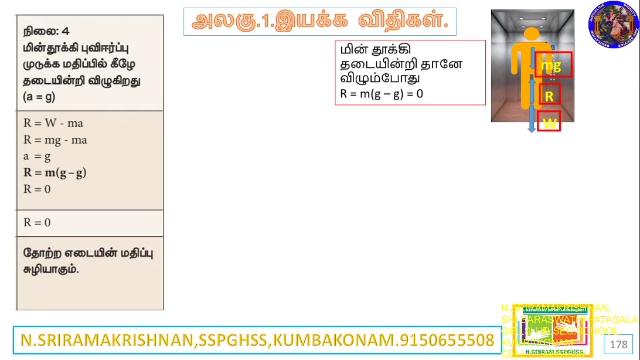 அலகு.1.இயக்க விதிகள்.
நிலை: 4
மின்தூக்கி புவிஈர்ப்பு
முடுக்க மதிப்பில் கீழே
தடையின்றி விழுகிறது
(a = g)
R = W - ma
R = mg - ma
a = g
R = m(g – g)
R = 0
R = 0
தோற்ற எடையின் மதிப்பு
சுழியாகும்.
மின் தூக்கி
தடையின்றி தானே
விழும்போது
R = m(g – g) = 0
mg
R
W
N.SRIRAMAKRISHNAN,SSPGHSS,KUMBAKONAM.9150655508
178